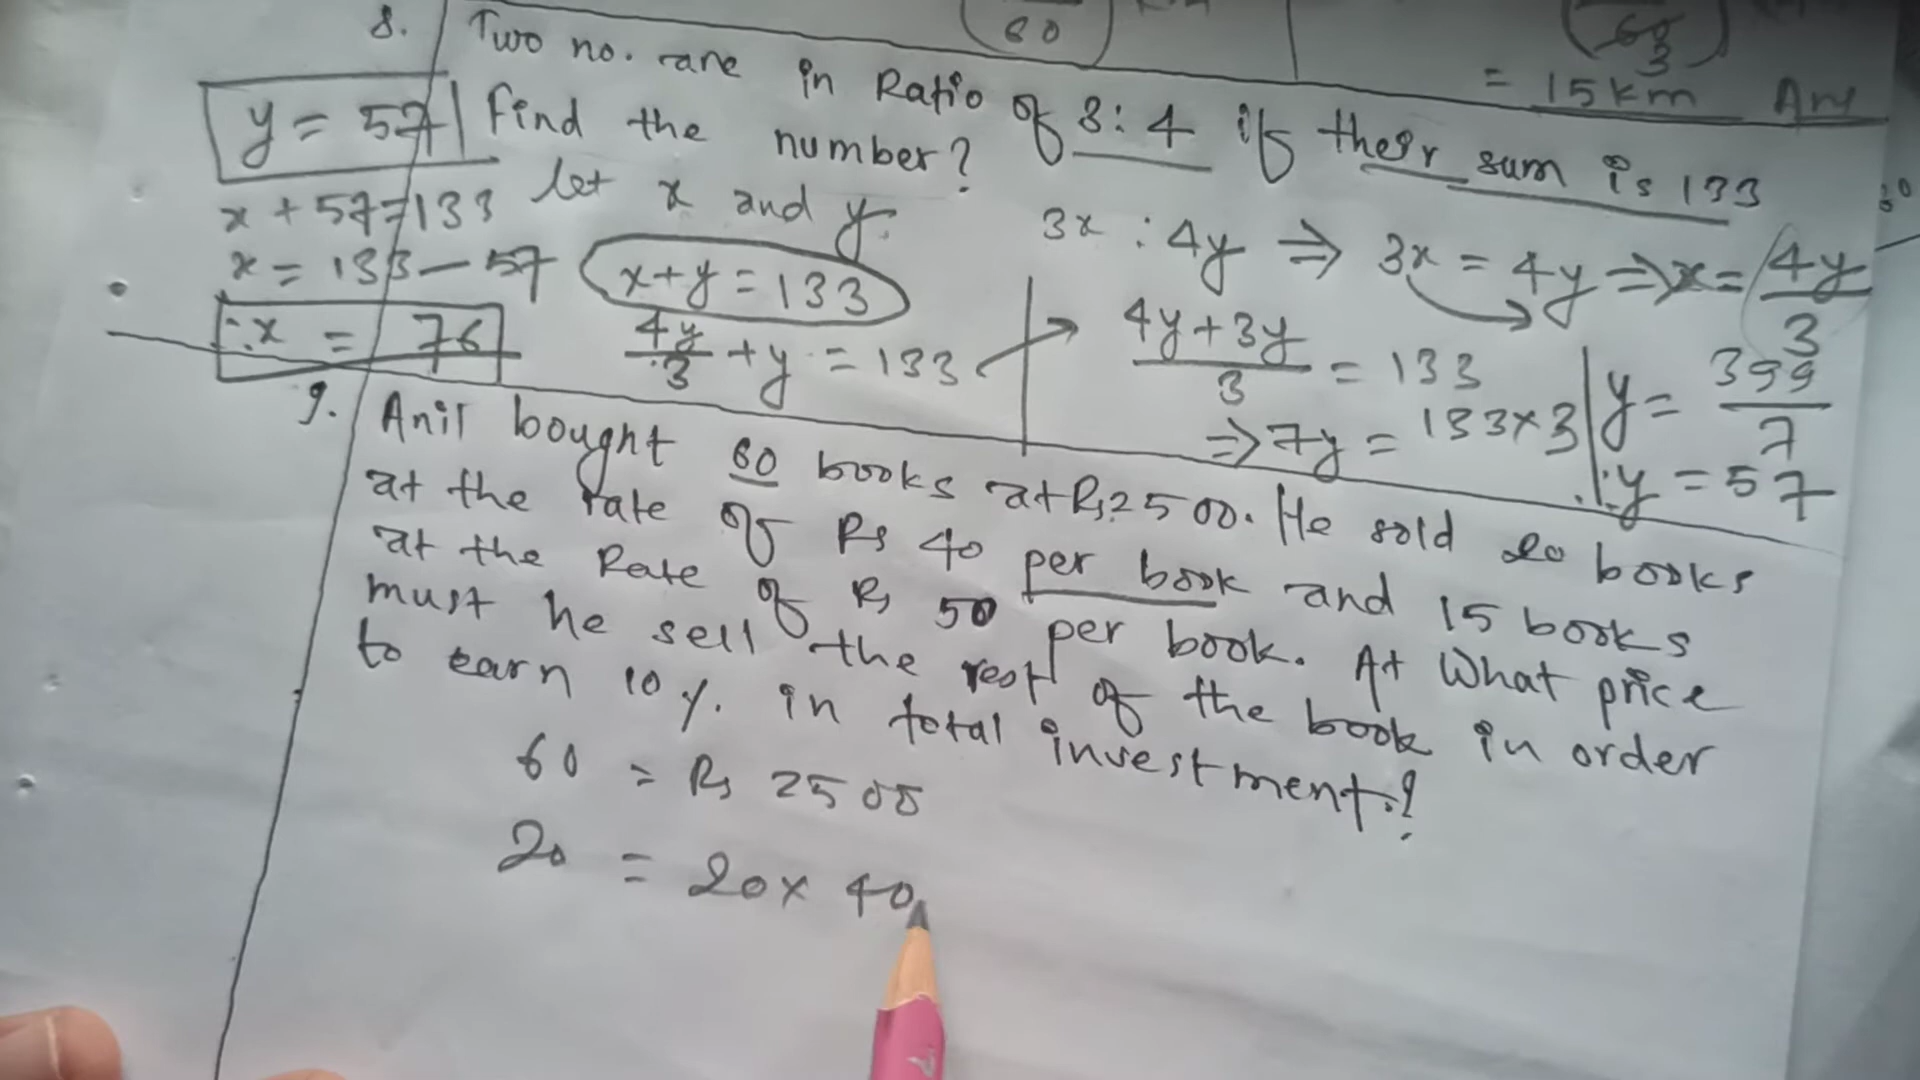 60
60
3
= 15 km Ans
8. Two no. are in Ratio of 3:4 if their sum is 133
find the number?
y = 57
let x and y.
x + 57 = 133
x = 133 - 57
∴ x = 76
x + y = 133
4y/3 + y = 133
3x : 4y ⇒ 3x = 4y ⇒ x = 4y/3
4y + 3y/3 = 133
⇒ 7y = 133 × 3
y = 399/7
∴ y = 57
9. Anil bought 60 books at Rs 2500. He sold 20 books
at the rate of Rs 40 per book and 15 books
at the Rate of Rs 50 per book. At What price
must he sell the rest of the book in order
to earn 10 %. in total investment.?
60 = Rs 2500
20 = 20 × 40